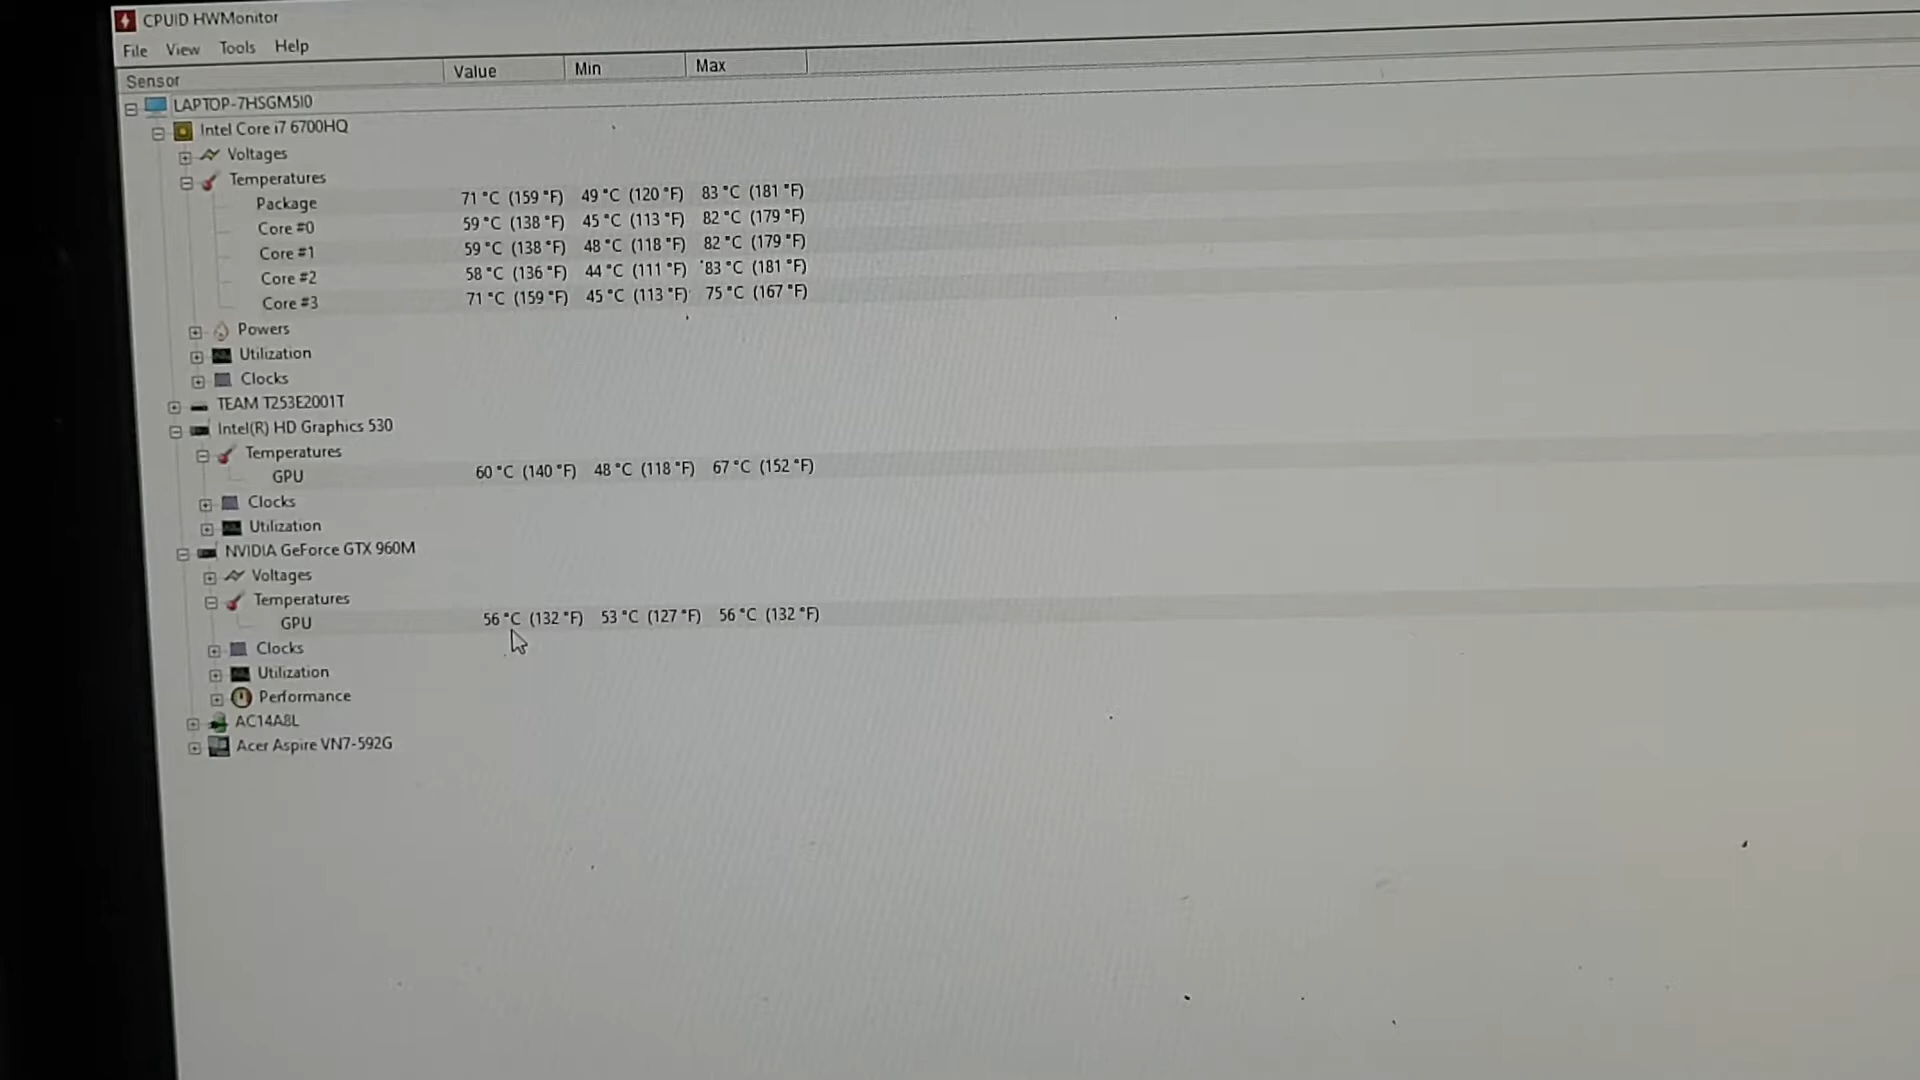 CPUID HWMonitor
File View Tools Help
Sensor Value Min Max
LAPTOP-7HSGM5I0
Intel Core i7 6700HQ
Voltages
Temperatures
Package 71 °C (159 °F) 49 °C (120 °F) 83 °C (181 °F)
Core #0 59 °C (138 °F) 45 °C (113 °F) 82 °C (179 °F)
Core #1 59 °C (138 °F) 48 °C (118 °F) 82 °C (179 °F)
Core #2 58 °C (136 °F) 44 °C (111 °F) 83 °C (181 °F)
Core #3 71 °C (159 °F) 45 °C (113 °F) 75 °C (167 °F)
Powers
Utilization
Clocks
TEAM T253E2001T
Intel(R) HD Graphics 530
Temperatures
GPU 60 °C (140 °F) 48 °C (118 °F) 67 °C (152 °F)
Clocks
Utilization
NVIDIA GeForce GTX 960M
Voltages
Temperatures
GPU 56 °C (132 °F) 53 °C (127 °F) 56 °C (132 °F)
Clocks
Utilization
Performance
AC14A8L
Acer Aspire VN7-592G